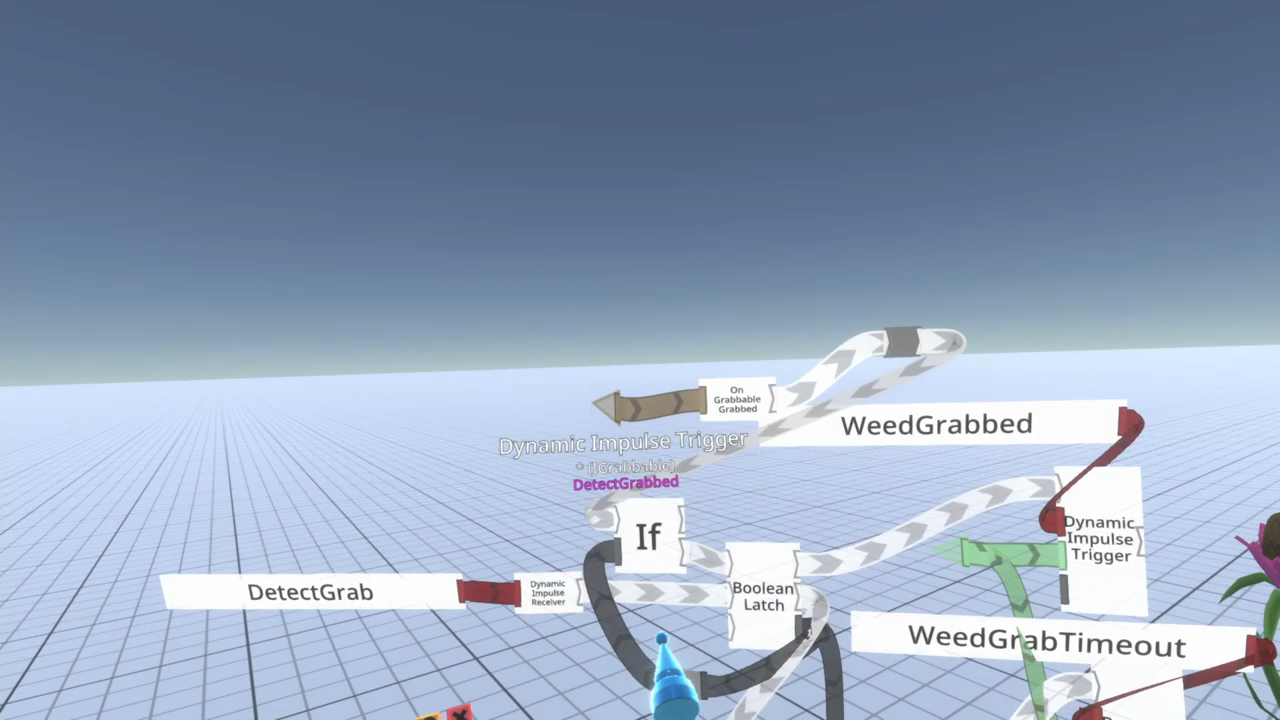 On
Grabbable
Grabbed
WeedGrabbed
Dynamic Impulse Trigger
* (IGrabbable)
DetectGrabbed
If
Dynamic
Impulse
Trigger
DetectGrab
Dynamic
Impulse
Receiver
Boolean
Latch
WeedGrabTimeout